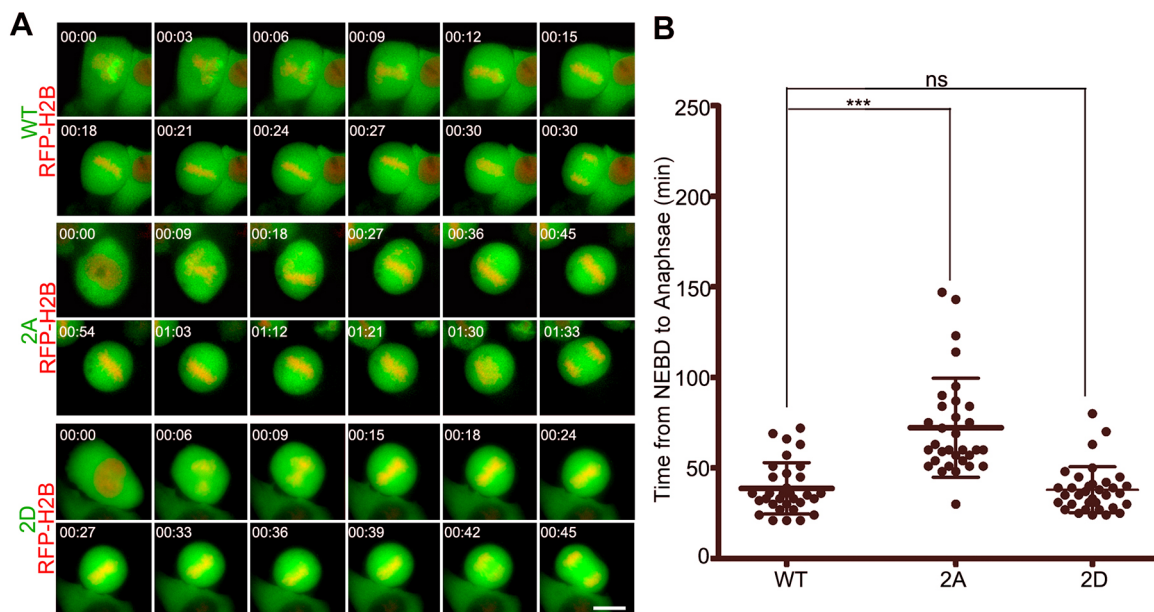 A
WT
RFP-H2B
00:00 00:03 00:06 00:09 00:12 00:15
00:18 00:21 00:24 00:27 00:30 00:30
2A
RFP-H2B
00:00 00:09 00:18 00:27 00:36 00:45
00:54 01:03 01:12 01:21 01:30 01:33
2D
RFP-H2B
00:00 00:06 00:09 00:15 00:18 00:24
00:27 00:33 00:36 00:39 00:42 00:45
B
ns
***
Time from NEBD to Anaphsae (min)
250
200
150
100
50
0
WT 2A 2D